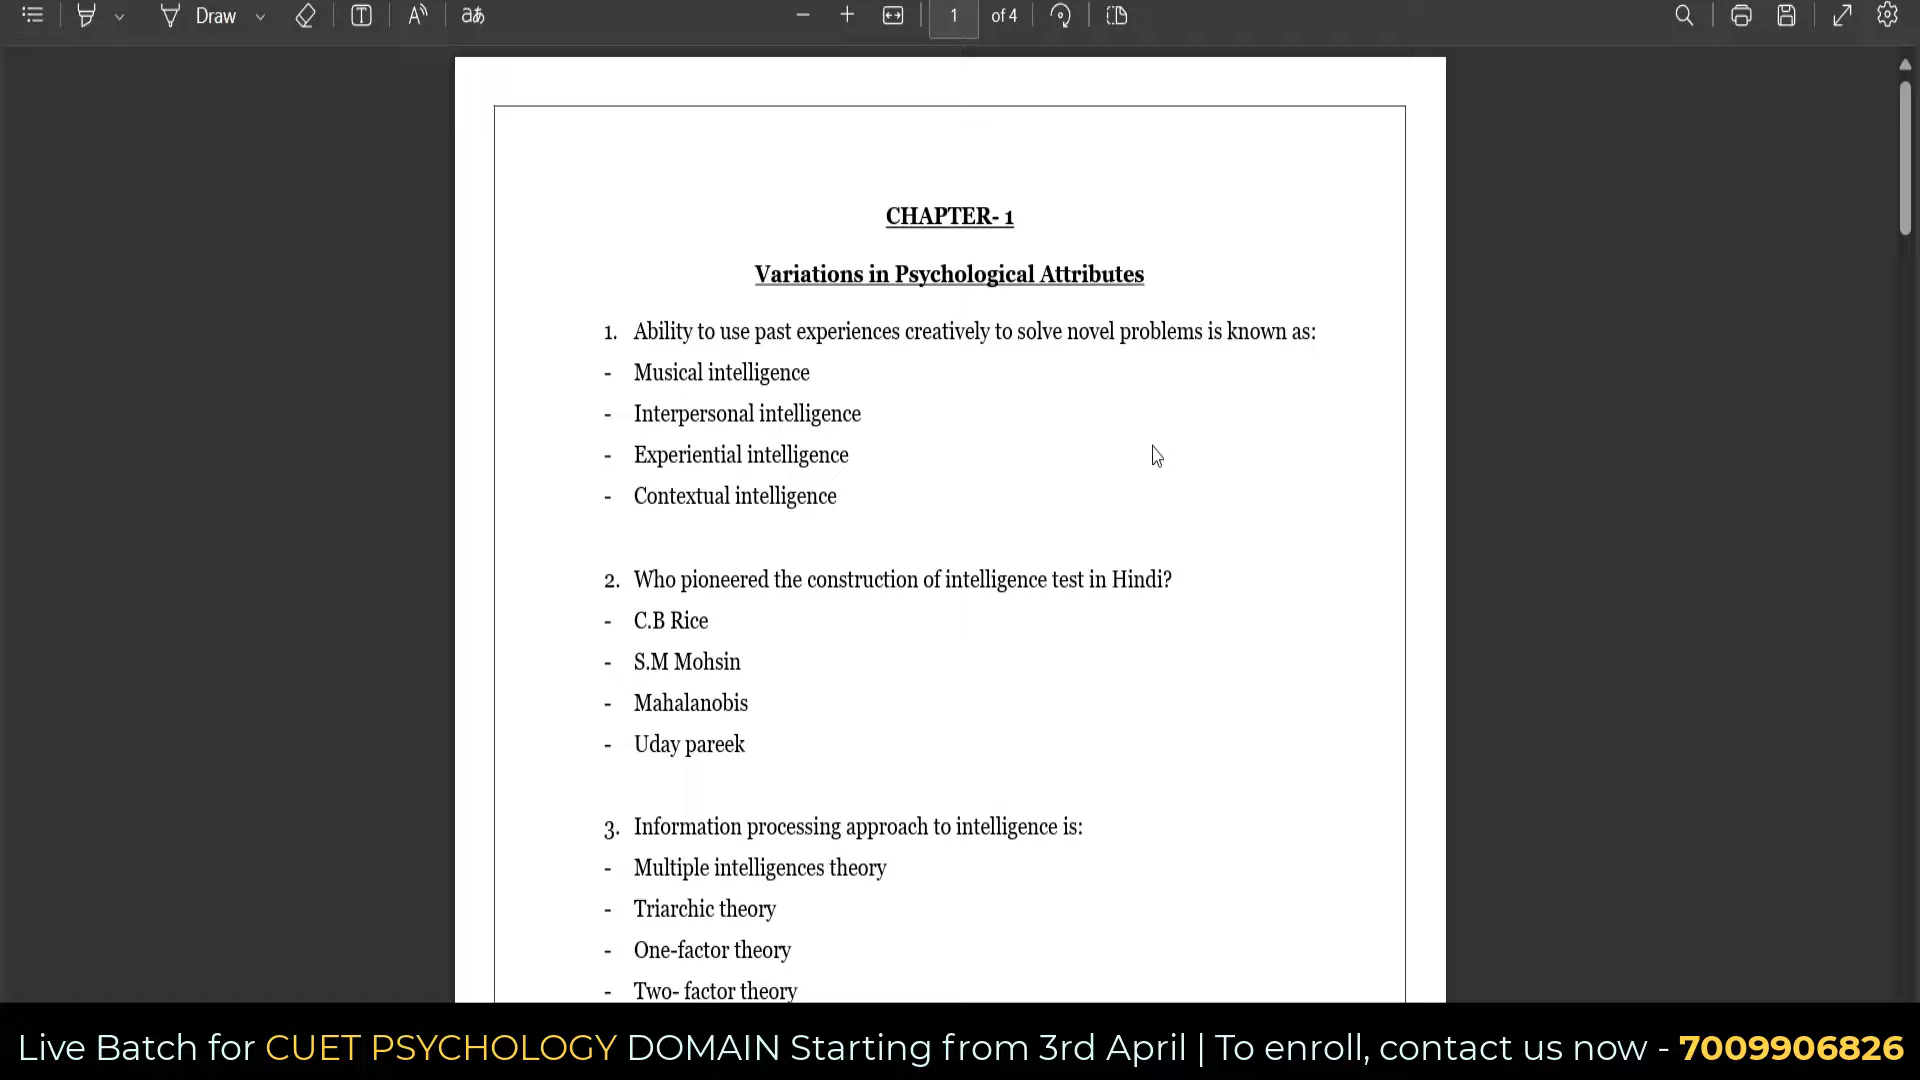 Draw
aあ
1 of 4
CHAPTER- 1
Variations in Psychological Attributes
1. Ability to use past experiences creatively to solve novel problems is known as:
- Musical intelligence
- Interpersonal intelligence
- Experiential intelligence
- Contextual intelligence
2. Who pioneered the construction of intelligence test in Hindi?
- C.B Rice
- S.M Mohsin
- Mahalanobis
- Uday pareek
3. Information processing approach to intelligence is:
- Multiple intelligences theory
- Triarchic theory
- One-factor theory
- Two- factor theory
Live Batch for CUET PSYCHOLOGY DOMAIN Starting from 3rd April | To enroll, contact us now - 7009906826